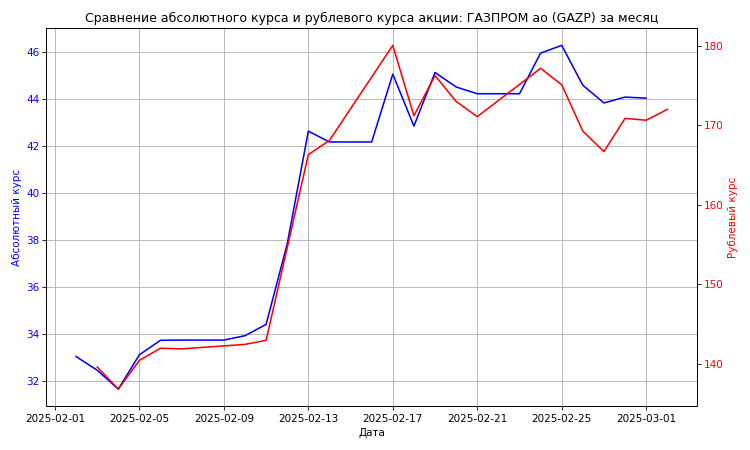 Сравнение абсолютного курса и рублевого курса акции: ГАЗПРОМ ао (GAZP) за месяц
46
44
42
40
38
36
34
32
Абсолютный курс
180
170
160
150
140
Рублевый курс
2025-02-01 2025-02-05 2025-02-09 2025-02-13 2025-02-17 2025-02-21 2025-02-25 2025-03-01
Дата